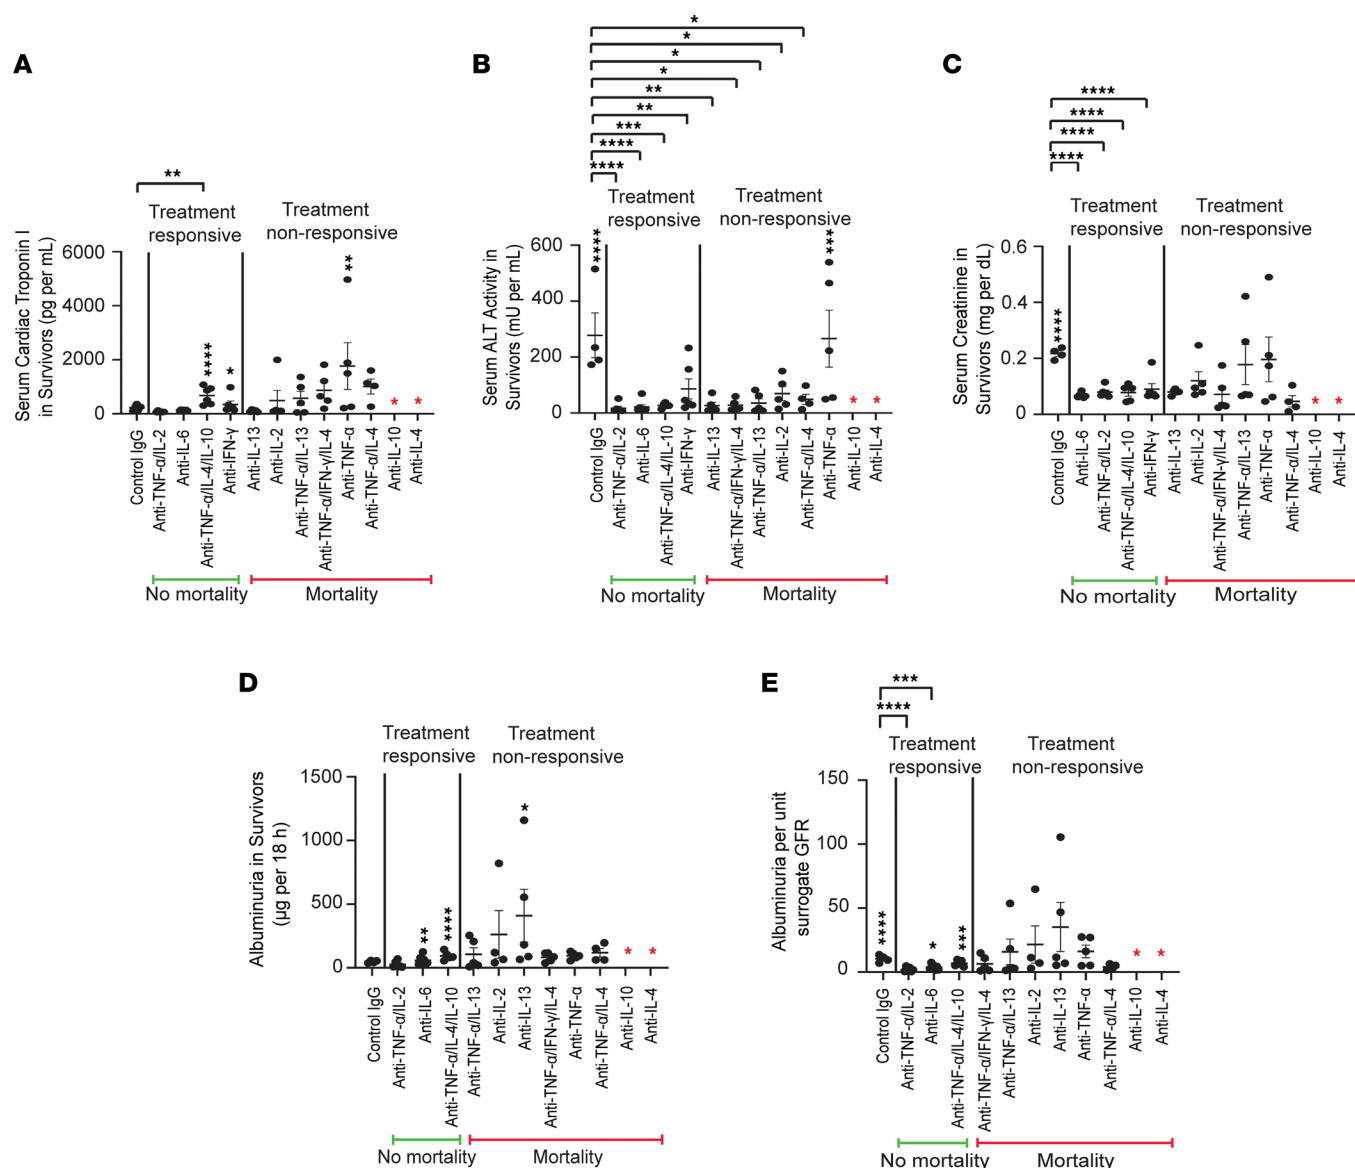 A
**
Treatment
responsive
Treatment
non-responsive
Serum Cardiac Troponin I
in Survivors (pg per mL)
6000
4000
2000
0
****
*
**
*
*
Control IgG
Anti-TNF-α/IL-2
Anti-IL-6
Anti-TNF-α/IL-4/IL-10
Anti-IFN-γ
Anti-IL-13
Anti-IL-2
Anti-TNF-α/IL-13
Anti-TNF-α/IFN-γ/IL-4
Anti-TNF-α
Anti-TNF-α/IL-4
Anti-IL-10
Anti-IL-4
No mortality
Mortality
B
*
*
*
*
**
**
***
****
****
Treatment
responsive
Treatment
non-responsive
Serum ALT Activity in
Survivors (mU per mL)
600
400
200
0
****
***
*
*
Control IgG
Anti-TNF-α/IL-2
Anti-IL-6
Anti-TNF-α/IL-4/IL-10
Anti-IFN-γ
Anti-IL-13
Anti-TNF-α/IFN-γ/IL-4
Anti-TNF-α/IL-13
Anti-IL-2
Anti-TNF-α/IL-4
Anti-TNF-α
Anti-IL-10
Anti-IL-4
No mortality
Mortality
C
****
****
****
****
Treatment
responsive
Treatment
non-responsive
Serum Creatinine in
Survivors (mg per dL)
0.6
0.4
0.2
0
****
*
*
Control IgG
Anti-IL-6
Anti-TNF-α/IL-2
Anti-TNF-α/IL-4/IL-10
Anti-IFN-γ
Anti-IL-13
Anti-IL-2
Anti-TNF-α/IFN-γ/IL-4
Anti-TNF-α/IL-13
Anti-TNF-α
Anti-TNF-α/IL-4
Anti-IL-10
Anti-IL-4
No mortality
Mortality
D
Treatment
responsive
Treatment
non-responsive
Albuminuria in Survivors
(µg per 18 h)
1500
1000
500
0
**
****
*
*
*
Control IgG
Anti-TNF-α/IL-2
Anti-IL-6
Anti-TNF-α/IL-4/IL-10
Anti-TNF-α/IL-13
Anti-IL-2
Anti-IL-13
Anti-TNF-α/IFN-γ/IL-4
Anti-TNF-α
Anti-TNF-α/IL-4
Anti-IL-10
Anti-IL-4
No mortality
Mortality
E
***
****
Treatment
responsive
Treatment
non-responsive
Albuminuria per unit
surrogate GFR
150
100
50
0
****
*
***
*
*
Control IgG
Anti-TNF-α/IL-2
Anti-IL-6
Anti-TNF-α/IL-4/IL-10
Anti-TNF-α/IFN-γ/IL-4
Anti-TNF-α/IL-13
Anti-IL-2
Anti-IL-13
Anti-TNF-α
Anti-TNF-α/IL-4
Anti-IL-10
Anti-IL-4
No mortality
Mortality